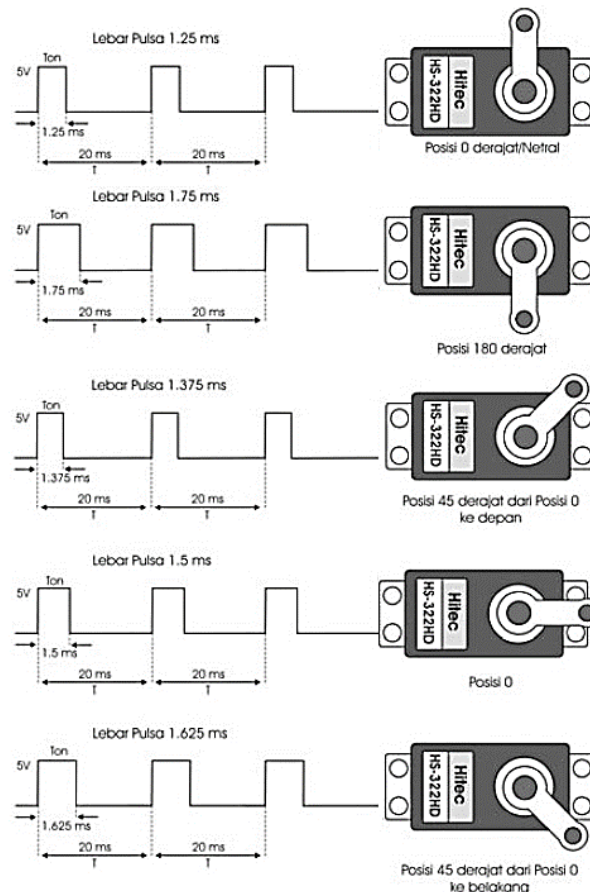 Lebar Pulsa 1.25 ms
Ton
5V
1.25 ms
20 ms
20 ms
T
T
HS-322HD
Hitec
Posisi 0 derajat/Netral
Lebar Pulsa 1.75 ms
Ton
5V
1.75 ms
20 ms
20 ms
T
T
HS-322HD
Hitec
Posisi 180 derajat
Lebar Pulsa 1.375 ms
Ton
5V
1.375 ms
20 ms
20 ms
T
T
HS-322HD
Hitec
Posisi 45 derajat dari Posisi 0
ke depan
Lebar Pulsa 1.5 ms
Ton
5V
1.5 ms
20 ms
20 ms
T
T
HS-322HD
Hitec
Posisi 0
Lebar Pulsa 1.625 ms
Ton
5V
1.625 ms
20 ms
20 ms
T
T
HS-322HD
Hitec
Posisi 45 derajat dari Posisi 0
ke belakang